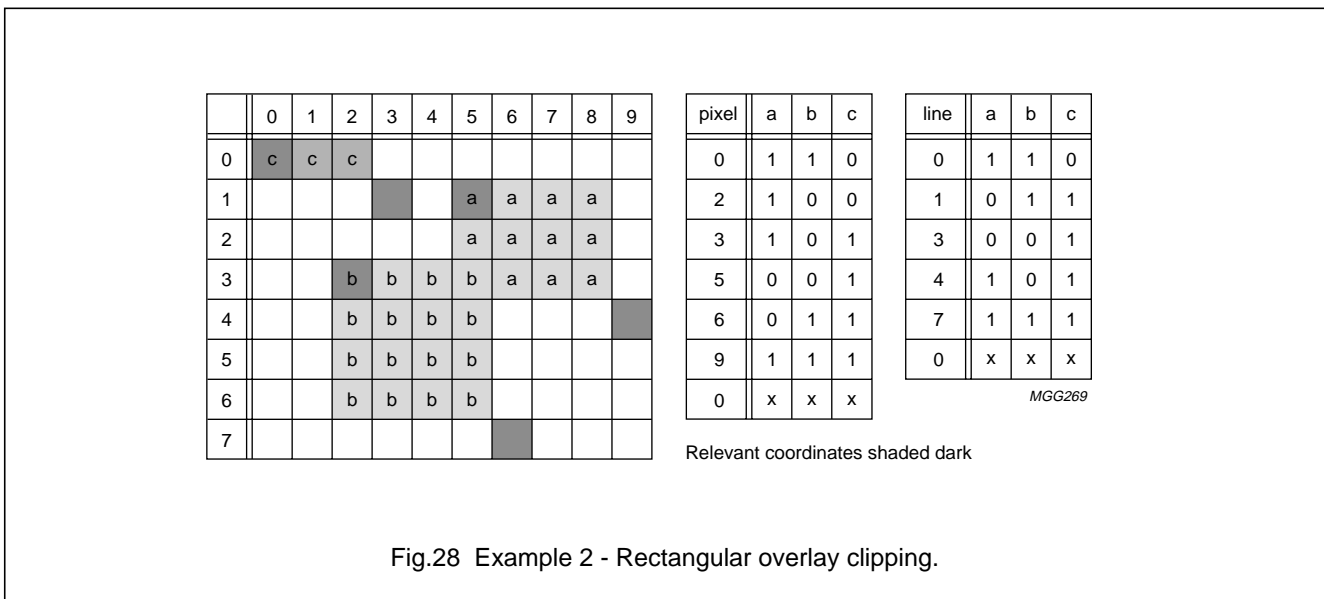 0 1 2 3 4 5 6 7 8 9
0 c c c
1 a a a a
2 a a a a
3 b b b b a a a
4 b b b b
5 b b b b
6 b b b b
7
pixel a b c
0 1 1 0
2 1 0 0
3 1 0 1
5 0 0 1
6 0 1 1
9 1 1 1
0 x x x
line a b c
0 1 1 0
1 0 1 1
3 0 0 1
4 1 0 1
7 1 1 1
0 x x x
MGG269
Relevant coordinates shaded dark
Fig.28 Example 2 - Rectangular overlay clipping.